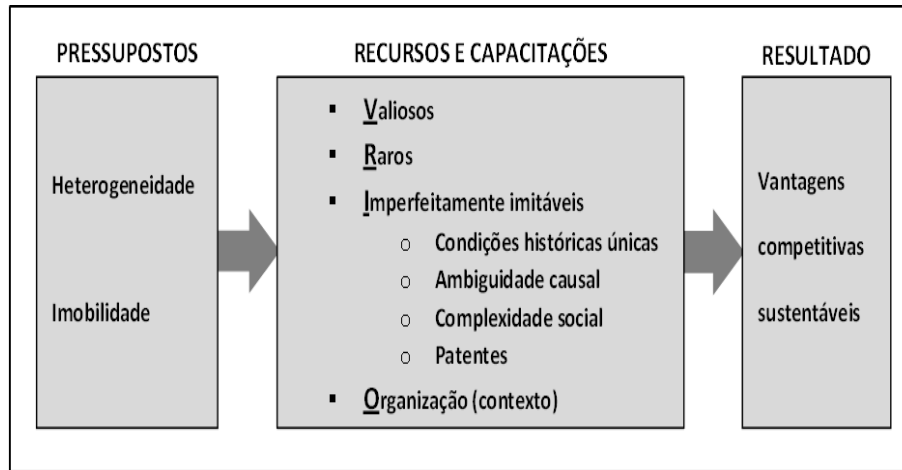 PRESSUPOSTOS
Heterogeneidade
Imobilidade
RECURSOS E CAPACITAÇÕES
▪ Valiosos
▪ Raros
▪ Imperfeitamente imitáveis
o Condições históricas únicas
o Ambiguidade causal
o Complexidade social
o Patentes
▪ Organização (contexto)
RESULTADO
Vantagens
competitivas
sustentáveis